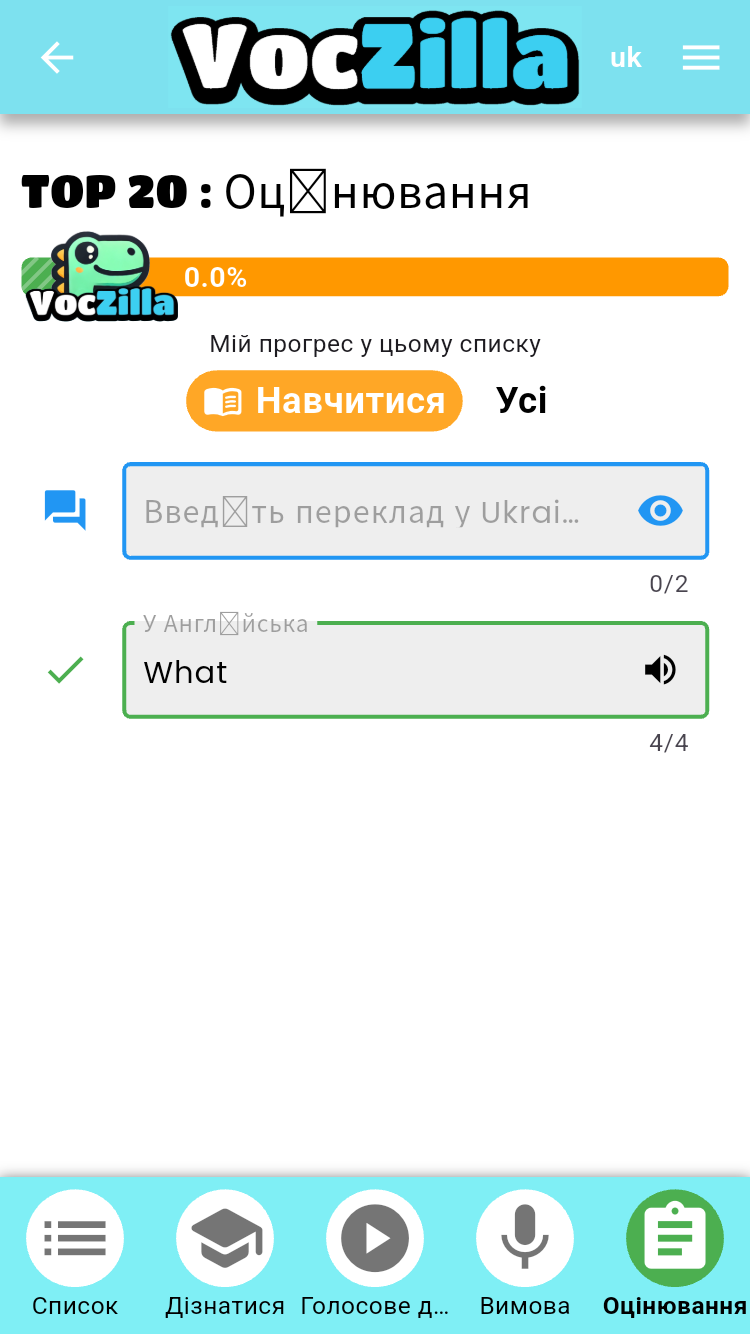 VocZilla uk
TOP 20 : Оц☒нювання
VocZilla 0.0%
Мій прогрес у цьому списку
Навчитися Усі
Введ☒ть переклад у Ukrai…
0/2
У Англ☒йська
What
4/4
Список Дізнатися Голосове д… Вимова Оцінювання